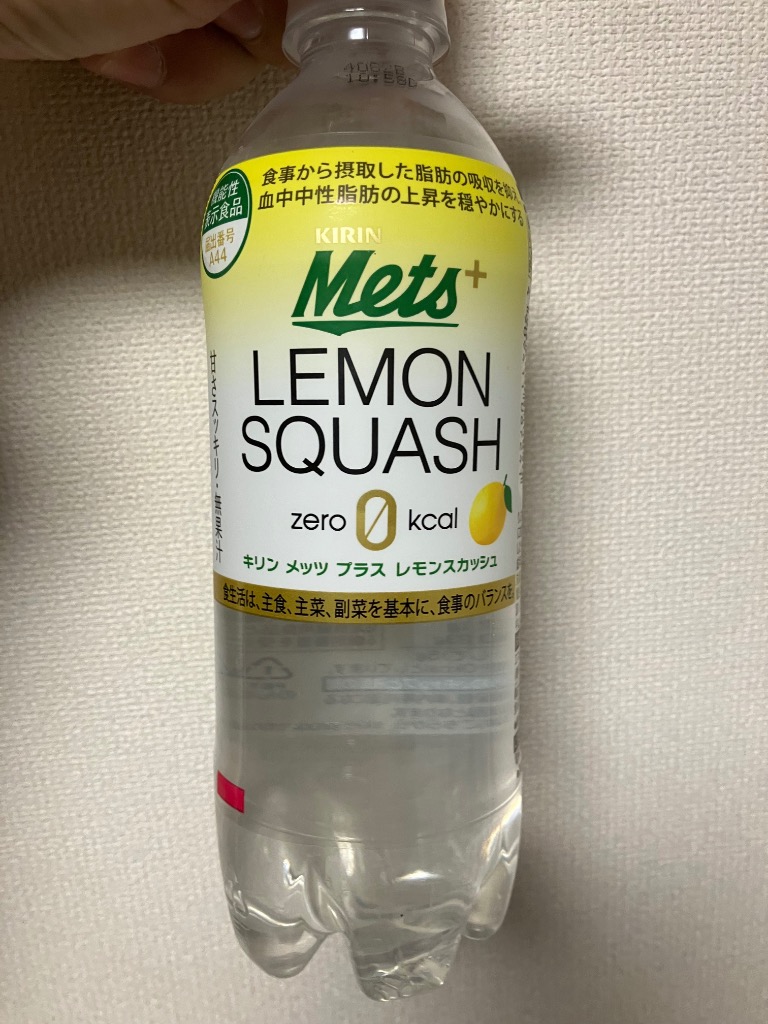 食事から摂取した脂肪の吸収を抑え、
血中中性脂肪の上昇を穏やかにする
機能性
表示食品
届出番号
A44
KIRIN
Mets+
LEMON
SQUASH
zero 0 kcal
キリン メッツ プラス レモンスカッシュ
甘さスッキリ・無果汁
食生活は、主食、主菜、副菜を基本に、食事のバランスを